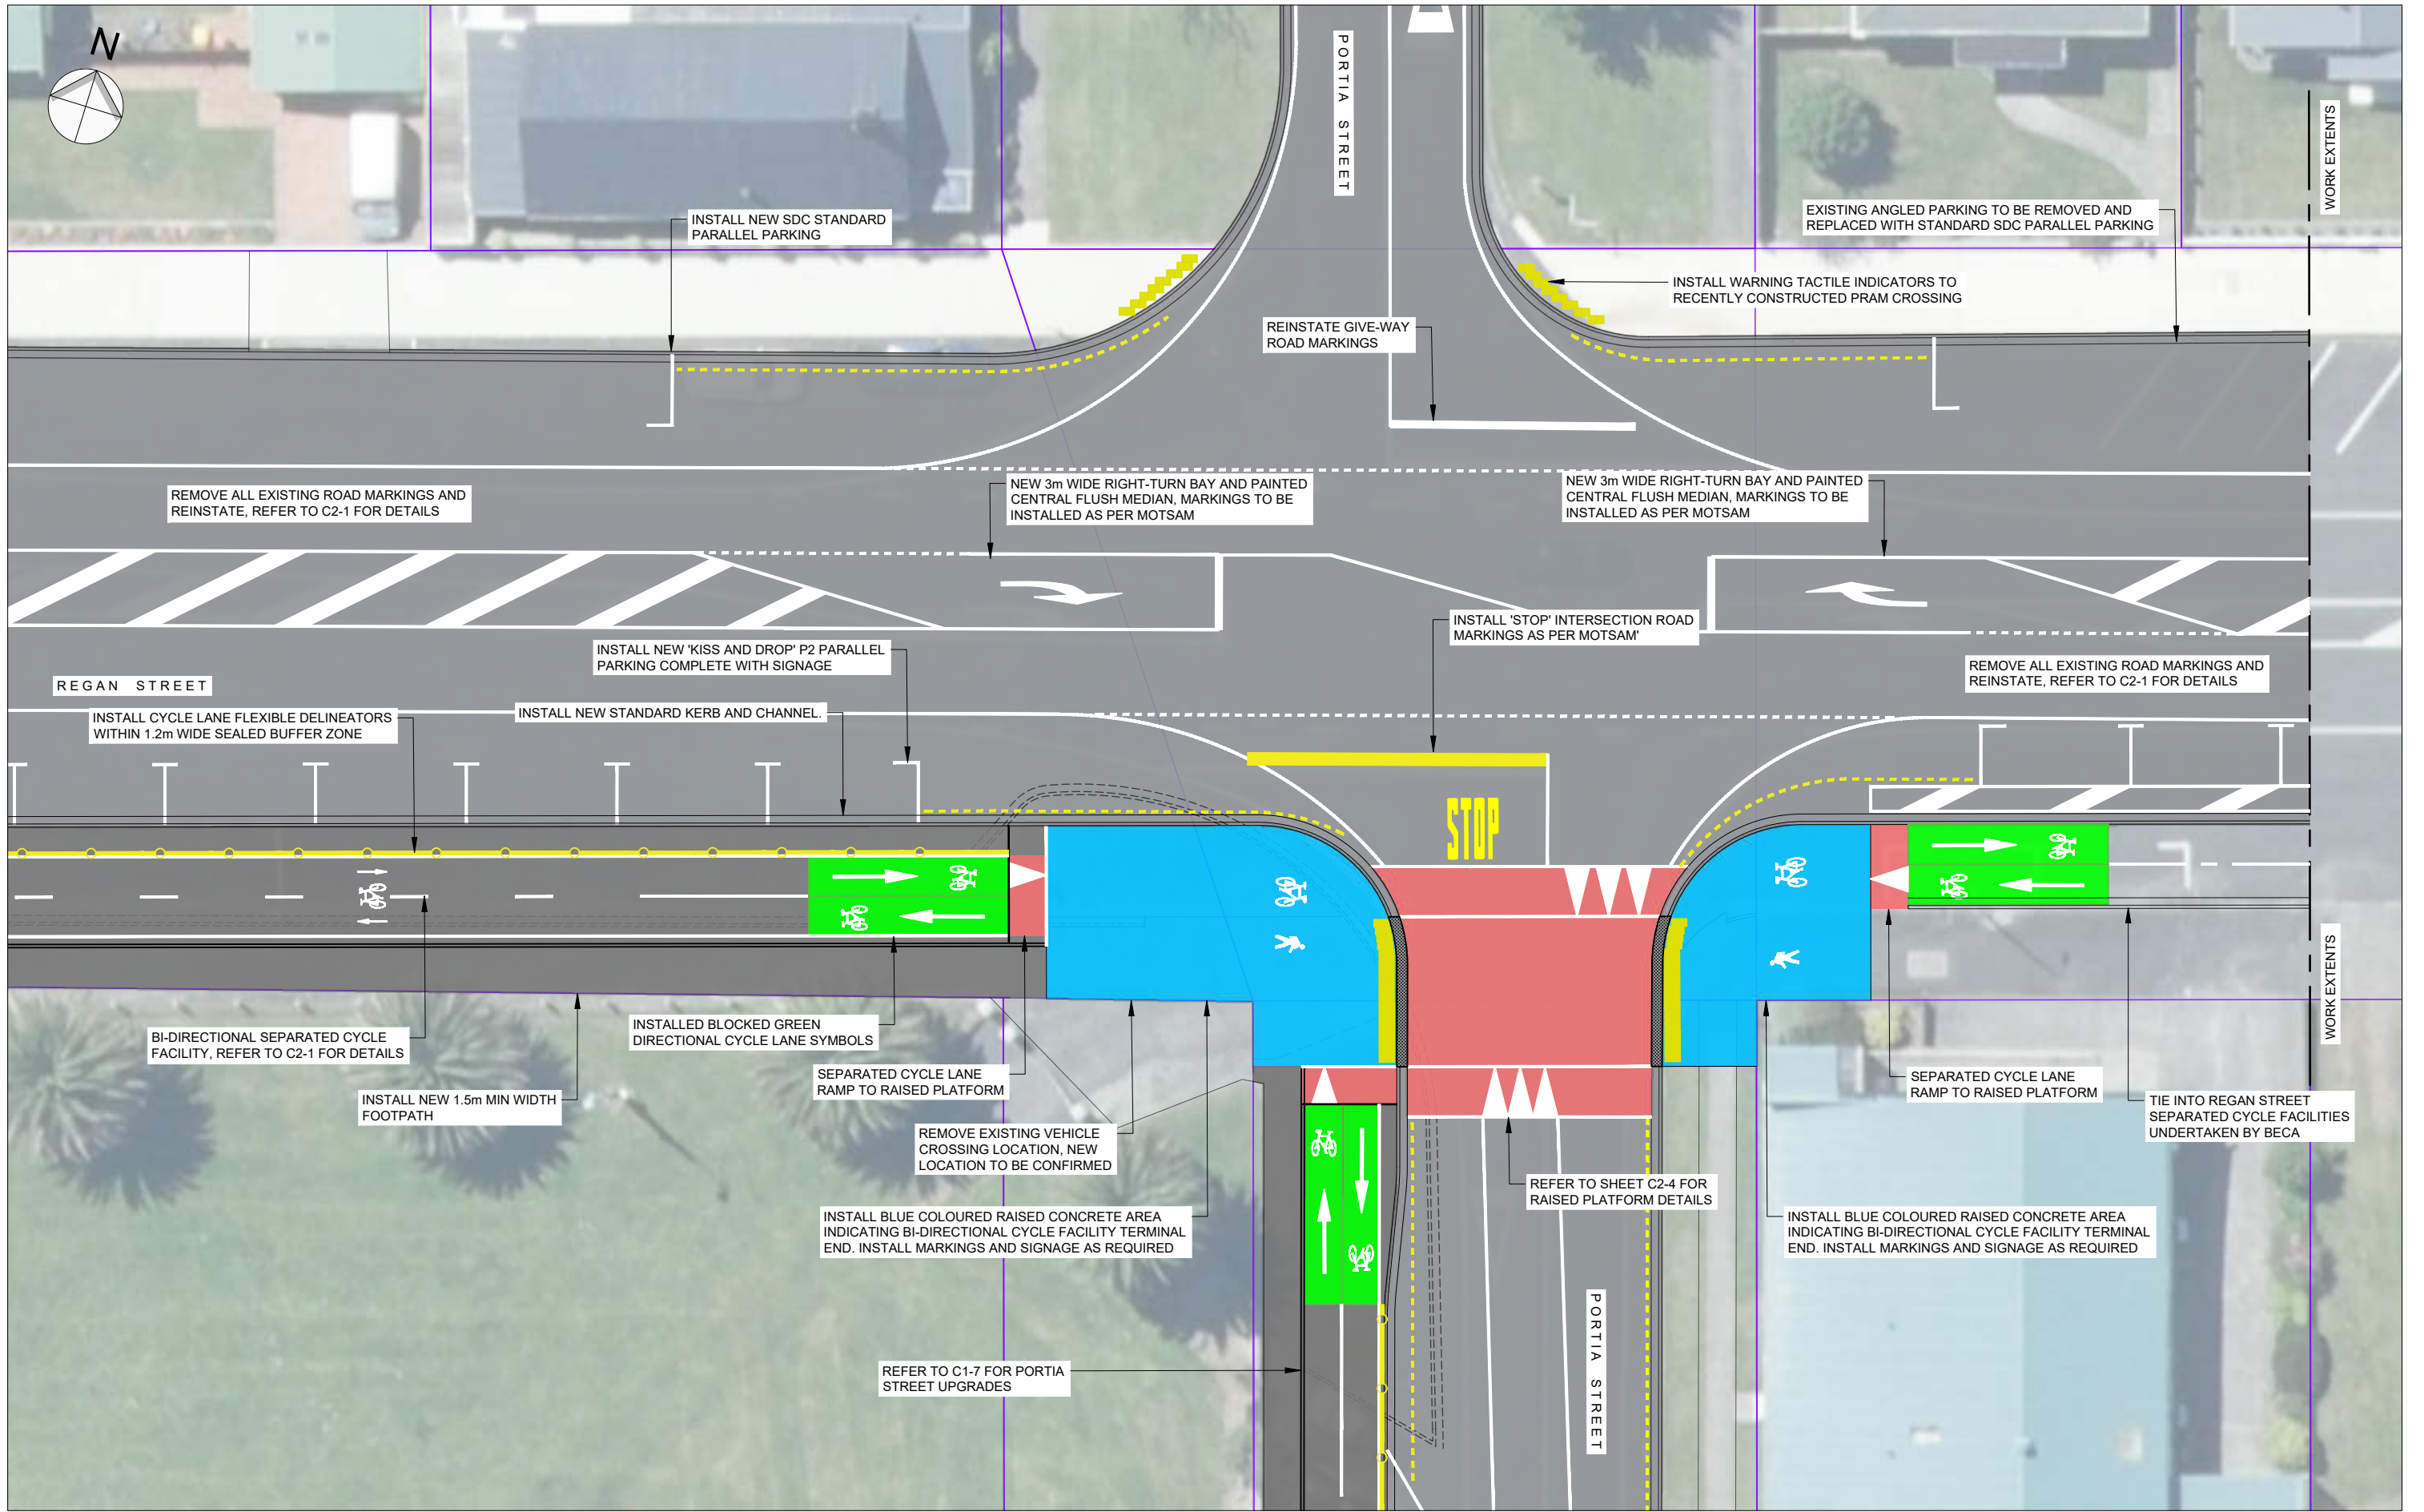 N
PORTIA STREET
WORK EXTENTS
INSTALL NEW SDC STANDARD
PARALLEL PARKING
EXISTING ANGLED PARKING TO BE REMOVED AND
REPLACED WITH STANDARD SDC PARALLEL PARKING
INSTALL WARNING TACTILE INDICATORS TO
RECENTLY CONSTRUCTED PRAM CROSSING
REINSTATE GIVE-WAY
ROAD MARKINGS
REMOVE ALL EXISTING ROAD MARKINGS AND
REINSTATE, REFER TO C2-1 FOR DETAILS
NEW 3m WIDE RIGHT-TURN BAY AND PAINTED
CENTRAL FLUSH MEDIAN, MARKINGS TO BE
INSTALLED AS PER MOTSAM
NEW 3m WIDE RIGHT-TURN BAY AND PAINTED
CENTRAL FLUSH MEDIAN, MARKINGS TO BE
INSTALLED AS PER MOTSAM
INSTALL 'STOP' INTERSECTION ROAD
MARKINGS AS PER MOTSAM'
INSTALL NEW 'KISS AND DROP' P2 PARALLEL
PARKING COMPLETE WITH SIGNAGE
REMOVE ALL EXISTING ROAD MARKINGS AND
REINSTATE, REFER TO C2-1 FOR DETAILS
REGAN STREET
INSTALL CYCLE LANE FLEXIBLE DELINEATORS
WITHIN 1.2m WIDE SEALED BUFFER ZONE
INSTALL NEW STANDARD KERB AND CHANNEL.
STOP
WORK EXTENTS
BI-DIRECTIONAL SEPARATED CYCLE
FACILITY, REFER TO C2-1 FOR DETAILS
INSTALLED BLOCKED GREEN
DIRECTIONAL CYCLE LANE SYMBOLS
SEPARATED CYCLE LANE
RAMP TO RAISED PLATFORM
SEPARATED CYCLE LANE
RAMP TO RAISED PLATFORM
INSTALL NEW 1.5m MIN WIDTH
FOOTPATH
TIE INTO REGAN STREET
SEPARATED CYCLE FACILITIES
UNDERTAKEN BY BECA
REMOVE EXISTING VEHICLE
CROSSING LOCATION, NEW
LOCATION TO BE CONFIRMED
REFER TO SHEET C2-4 FOR
RAISED PLATFORM DETAILS
INSTALL BLUE COLOURED RAISED CONCRETE AREA
INDICATING BI-DIRECTIONAL CYCLE FACILITY TERMINAL
END. INSTALL MARKINGS AND SIGNAGE AS REQUIRED
INSTALL BLUE COLOURED RAISED CONCRETE AREA
INDICATING BI-DIRECTIONAL CYCLE FACILITY TERMINAL
END. INSTALL MARKINGS AND SIGNAGE AS REQUIRED
PORTIA STREET
REFER TO C1-7 FOR PORTIA
STREET UPGRADES